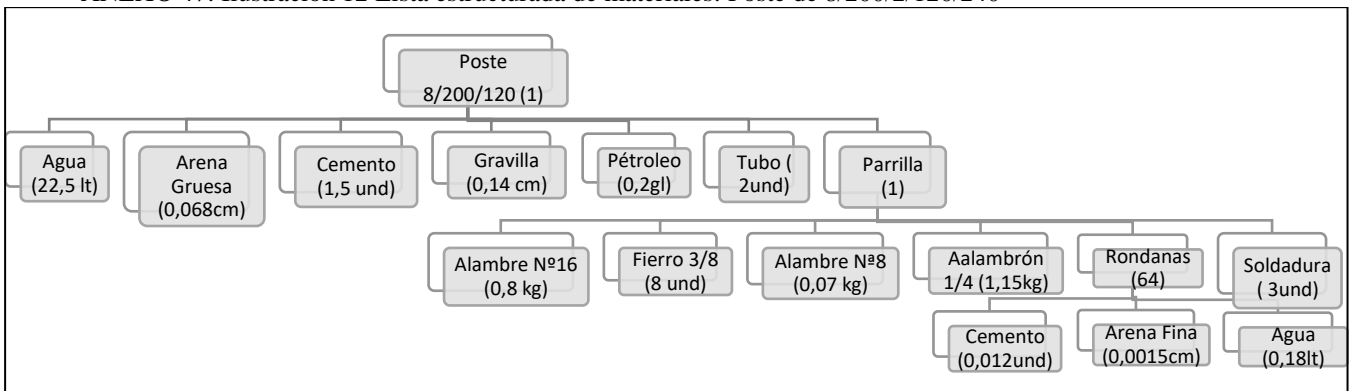 Poste
8/200/120 (1)
Agua
(22,5 lt)
Arena
Gruesa
(0,068cm)
Cemento
(1,5 und)
Gravilla
(0,14 cm)
Pétroleo
(0,2gl)
Tubo (
2und)
Parrilla
(1)
Alambre Nº16
(0,8 kg)
Fierro 3/8
(8 und)
Alambre Nª8
(0,07 kg)
Aalambrón
1/4 (1,15kg)
Rondanas
(64)
Soldadura
( 3und)
Cemento
(0,012und)
Arena Fina
(0,0015cm)
Agua
(0,18lt)